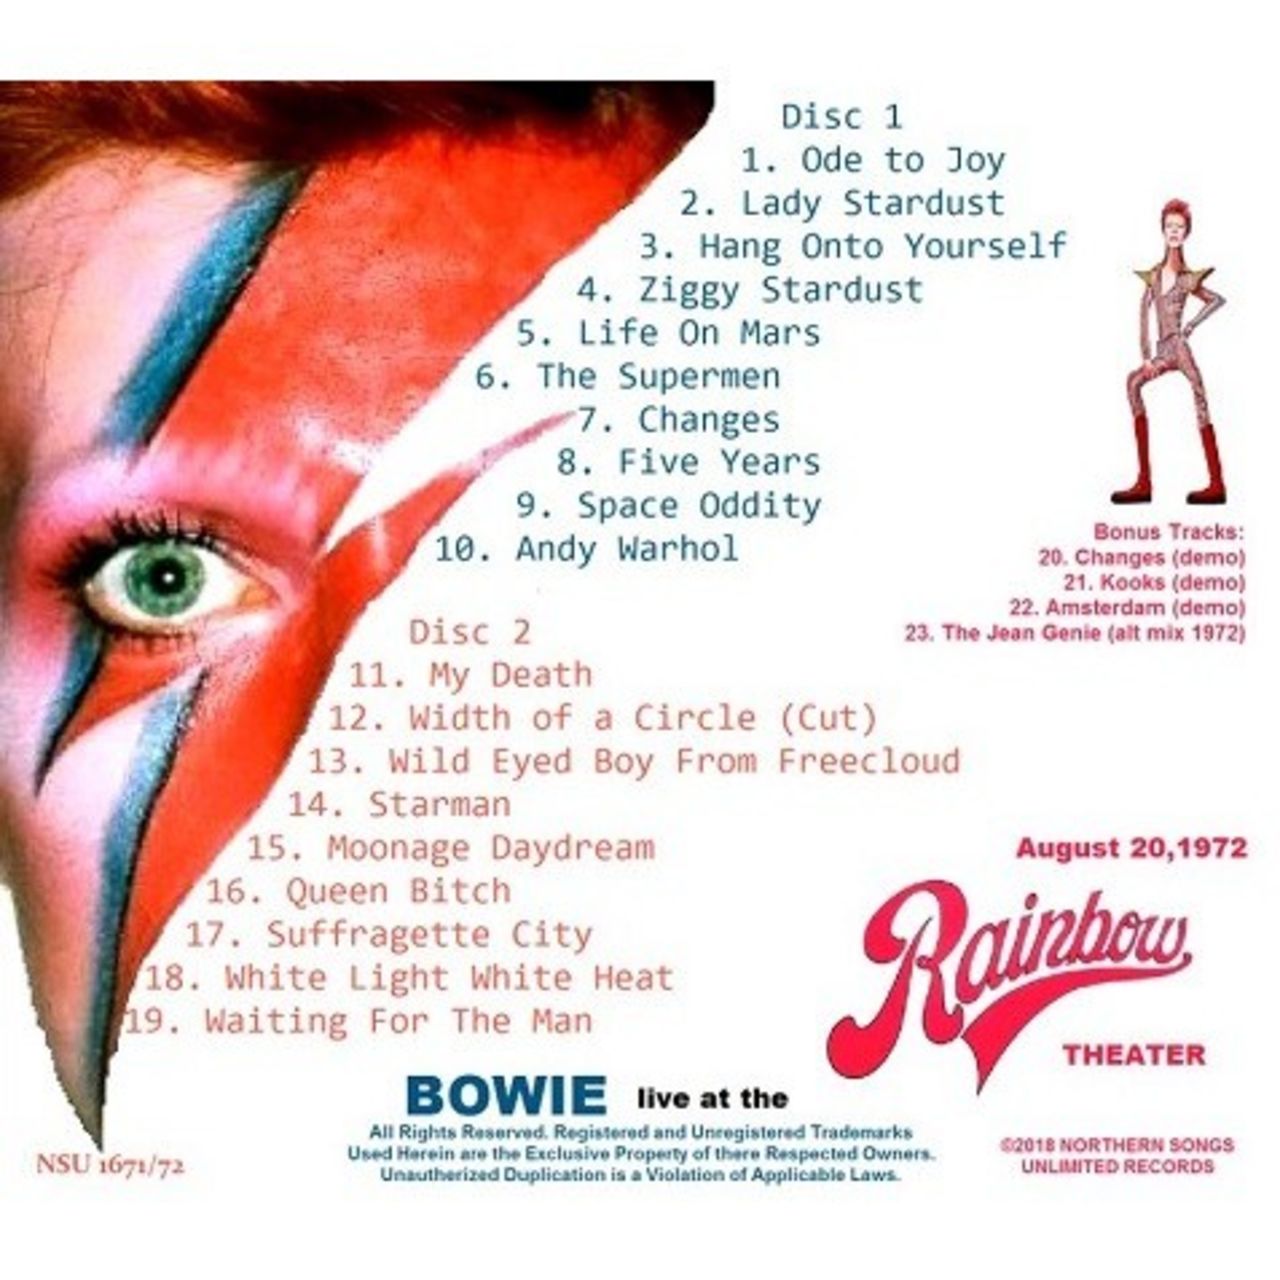 Disc 1
1. Ode to Joy
2. Lady Stardust
3. Hang Onto Yourself
4. Ziggy Stardust
5. Life On Mars
6. The Supermen
7. Changes
8. Five Years
9. Space Oddity
10. Andy Warhol
Bonus Tracks:
20. Changes (demo)
21. Kooks (demo)
22. Amsterdam (demo)
23. The Jean Genie (alt mix 1972)
Disc 2
11. My Death
12. Width of a Circle (Cut)
13. Wild Eyed Boy From Freecloud
14. Starman
15. Moonage Daydream
16. Queen Bitch
17. Suffragette City
18. White Light White Heat
19. Waiting For The Man
August 20,1972
Rainbow
THEATER
BOWIE live at the
All Rights Reserved. Registered and Unregistered Trademarks
Used Herein are the Exclusive Property of there Respected Owners.
Unauthorized Duplication is a Violation of Applicable Laws.
NSU 1671/72
©2018 NORTHERN SONGS
UNLIMITED RECORDS